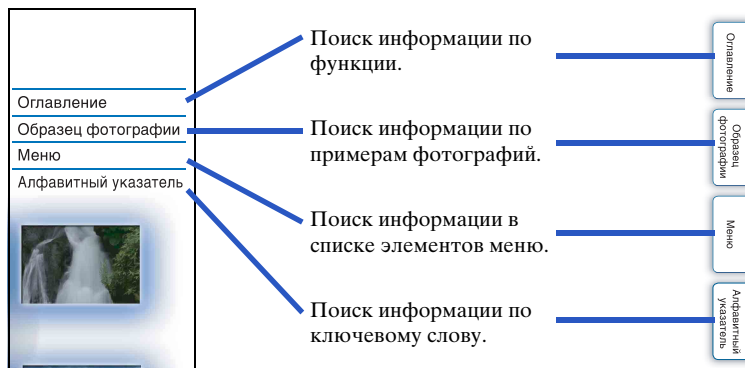 Оглавление
Образец фотографии
Меню
Алфавитный указатель
Поиск информации по
функции.
Поиск информации по
примерам фотографий.
Поиск информации в
списке элементов меню.
Поиск информации по
ключевому слову.
Оглавление
Образец
фотографии
Меню
Алфавитный
указатель